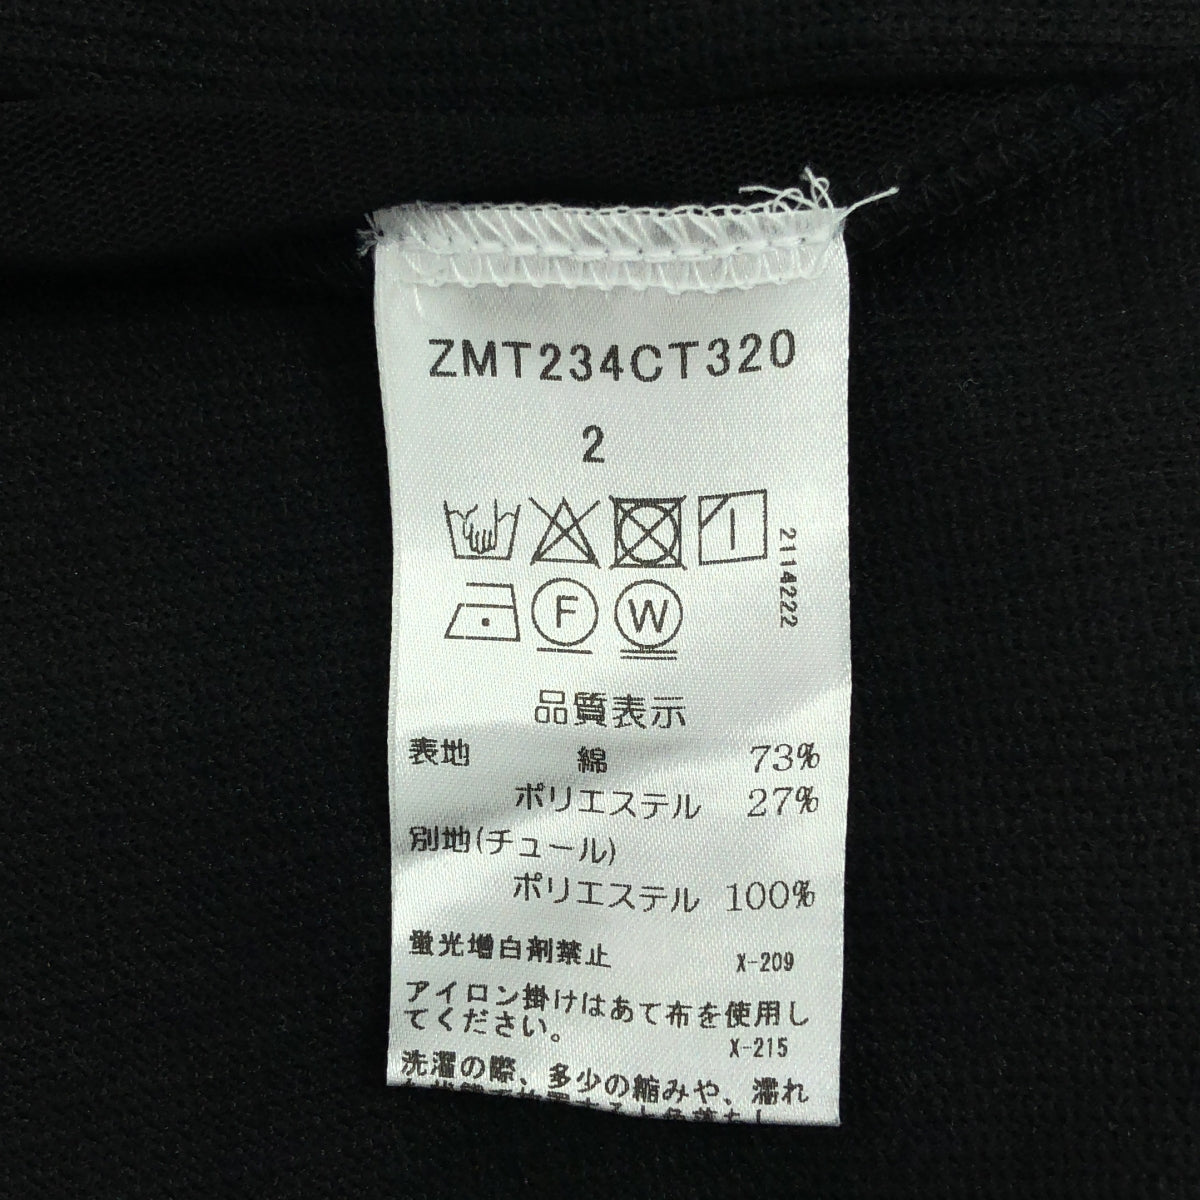 ZMT234CT320
2
2114222
F W
品質表示
表地 綿 73%
ポリエステル 27%
別地(チュール)
ポリエステル 100%
蛍光増白剤禁止 X-209
アイロン掛けはあて布を使用し
てください。
X-215
洗濯の際、多少の縮みや、濡れ